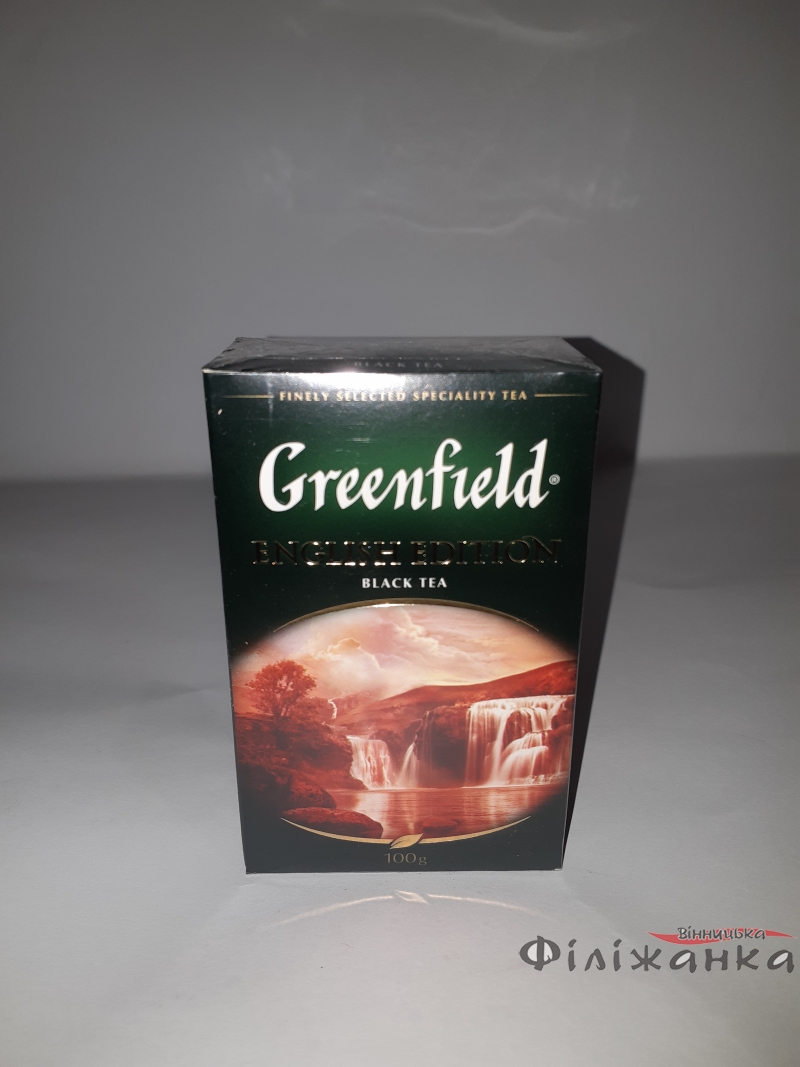 BLACK TEA
FINELY SELECTED SPECIALITY TEA
Greenfield®
ENGLISH EDITION
BLACK TEA
100g
Вінницька
Філіжанка